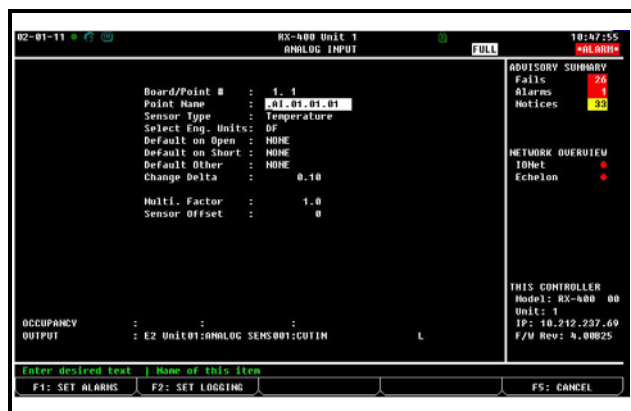 02-01-11 RX-400 Unit 1 10:47:55
ANALOG INPUT FULL *ALARM*
ADVISORY SUMMARY
Fails 26
Alarms 1
Notices 33
NETWORK OVERVIEW
IONet
Echelon
THIS CONTROLLER
Model: RX-400 00
Unit: 1
IP: 10.212.237.69
F/W Rev: 4.00B25
Board/Point # : 1. 1
Point Name : .AI.01.01.01
Sensor Type : Temperature
Select Eng. Units: DF
Default on Open : NONE
Default on Short : NONE
Default Other : NONE
Change Delta : 0.10
Multi. Factor : 1.0
Sensor Offset : 0
OCCUPANCY : : :
OUTPUT : E2 Unit01:ANALOG SENS001:CUTIN L
Enter desired text | Name of this item
F1: SET ALARMS F2: SET LOGGING F5: CANCEL